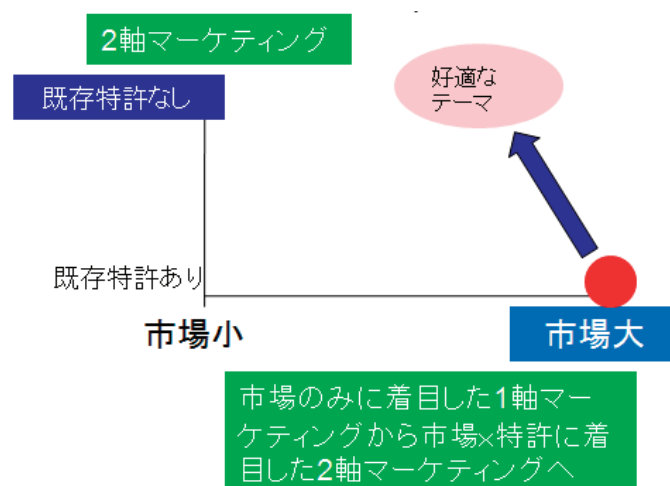 2軸マーケティング
好適な
テーマ
既存特許なし
既存特許あり
市場小
市場大
市場のみに着目した1軸マー
ケティングから市場×特許に着
目した2軸マーケティングへ